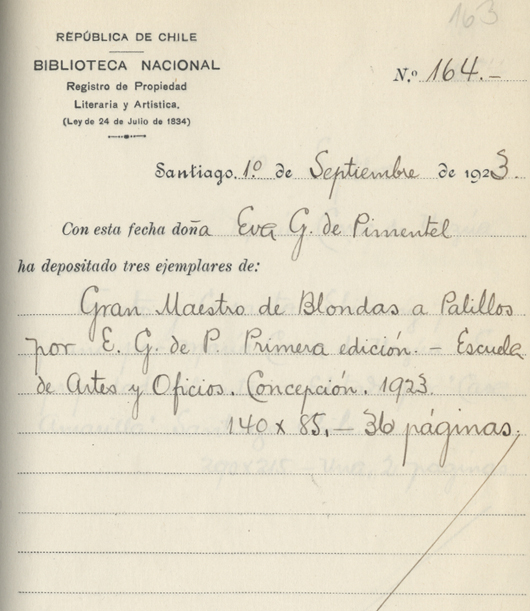 163
REPÚBLICA DE CHILE
BIBLIOTECA NACIONAL
Registro de Propiedad
Literaria y Artística.
(Ley de 24 de Julio de 1834)
N.º 164.-
Santiago, 1º de Septiembre de 1923.
Con esta fecha doña Eva G. de Pimentel
ha depositado tres ejemplares de:
Gran Maestro de Blondas a Palillos
por E. G. de P. Primera edición. - Escuela
de Artes y Oficios. Concepción. 1923.
140 x 85. - 36 páginas.